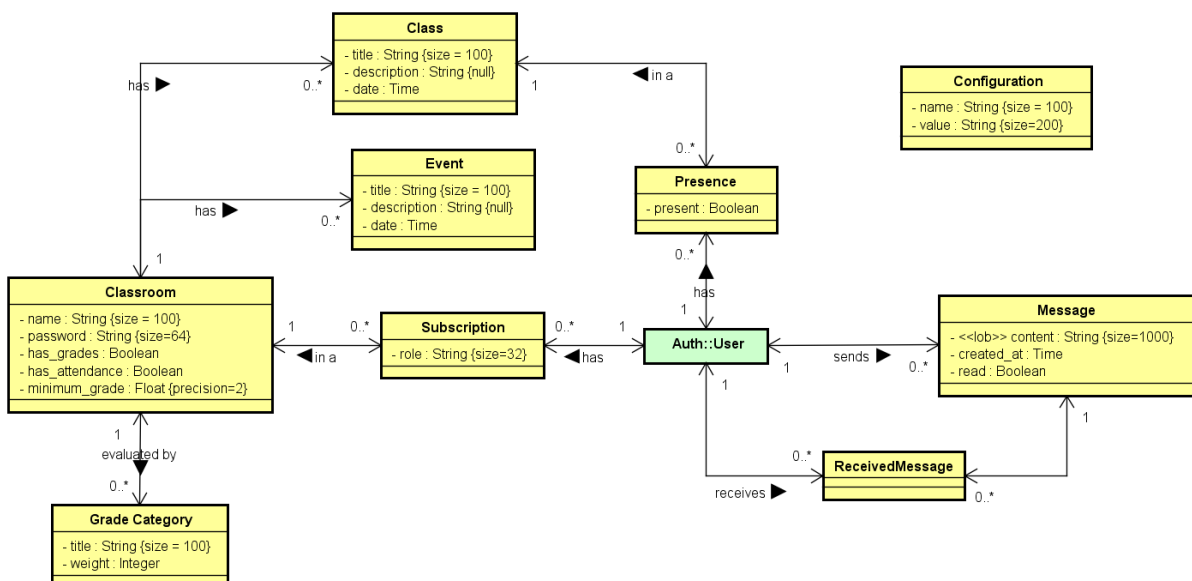 Class
- title : String {size = 100}
- description : String {null}
- date : Time
has ▶
0..*
1
◀ in a
Configuration
- name : String {size = 100}
- value : String {size=200}
Event
- title : String {size = 100}
- description : String {null}
- date : Time
has ▶
0..*
0..*
Presence
- present : Boolean
0..*
▲
has
1
1
Classroom
- name : String {size = 100}
- password : String {size=64}
- has_grades : Boolean
- has_attendance : Boolean
- minimum_grade : Float {precision=2}
1
0..*
◀ in a
Subscription
- role : String {size=32}
0..*
1
◀ has
Auth::User
sends ▶
1
0..*
Message
- <<lob>> content : String {size=1000}
- created_at : Time
- read : Boolean
1
1
0..*
receives ▶
ReceivedMessage
0..*
1
evaluated by
▼
0..*
Grade Category
- title : String {size = 100}
- weight : Integer